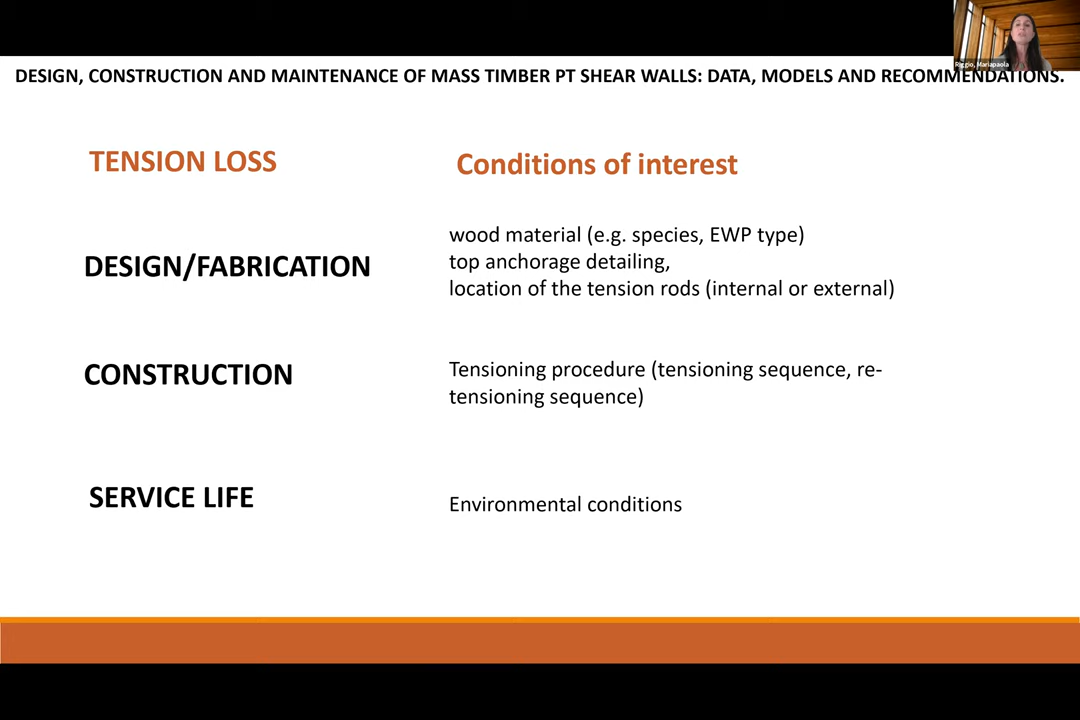 Riggio, Mariapaola
DESIGN, CONSTRUCTION AND MAINTENANCE OF MASS TIMBER PT SHEAR WALLS: DATA, MODELS AND RECOMMENDATIONS.
TENSION LOSS
Conditions of interest
DESIGN/FABRICATION
wood material (e.g. species, EWP type)
top anchorage detailing,
location of the tension rods (internal or external)
CONSTRUCTION
Tensioning procedure (tensioning sequence, re-
tensioning sequence)
SERVICE LIFE
Environmental conditions